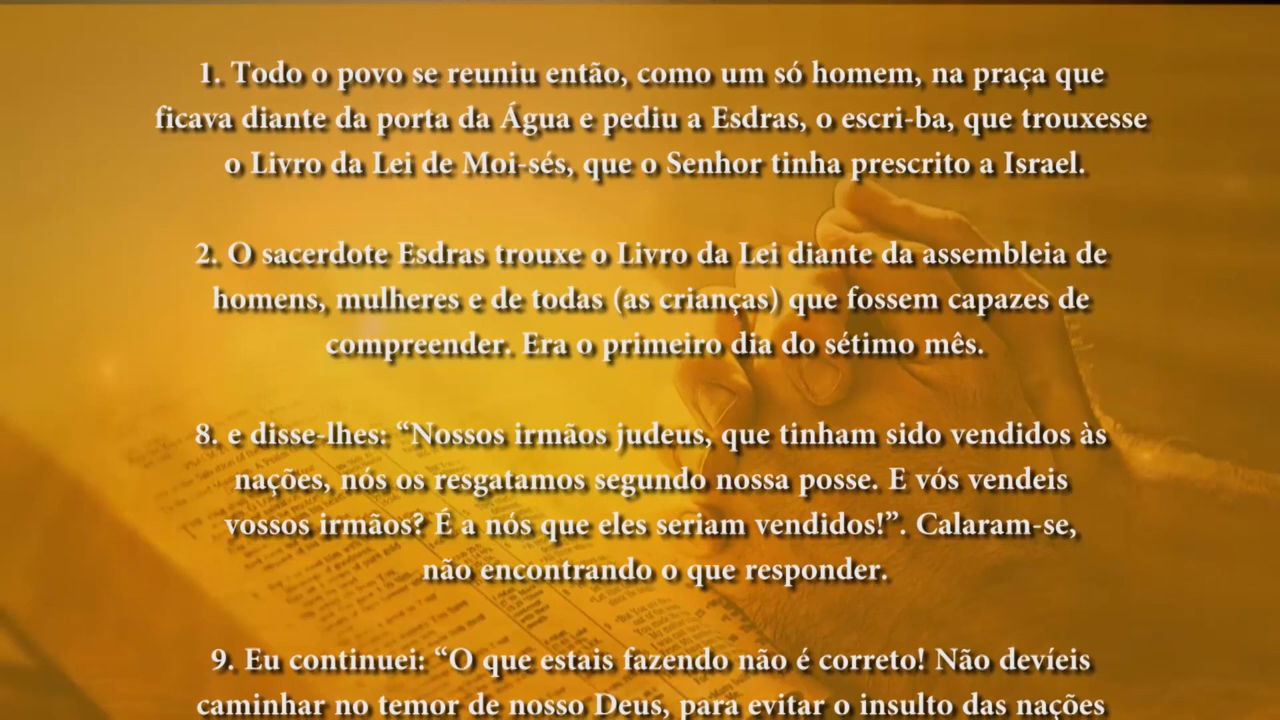 1. Todo o povo se reuniu então, como um só homem, na praça que
ficava diante da porta da Água e pediu a Esdras, o escri-ba, que trouxesse
o Livro da Lei de Moi-sés, que o Senhor tinha prescrito a Israel.
2. O sacerdote Esdras trouxe o Livro da Lei diante da assembleia de
homens, mulheres e de todas (as crianças) que fossem capazes de
compreender. Era o primeiro dia do sétimo mês.
8. e disse-lhes: “Nossos irmãos judeus, que tinham sido vendidos às
nações, nós os resgatamos segundo nossa posse. E vós vendeis
vossos irmãos? É a nós que eles seriam vendidos!”. Calaram-se,
não encontrando o que responder.
9. Eu continuei: “O que estais fazendo não é correto! Não devíeis
caminhar no temor de nosso Deus, para evitar o insulto das nações